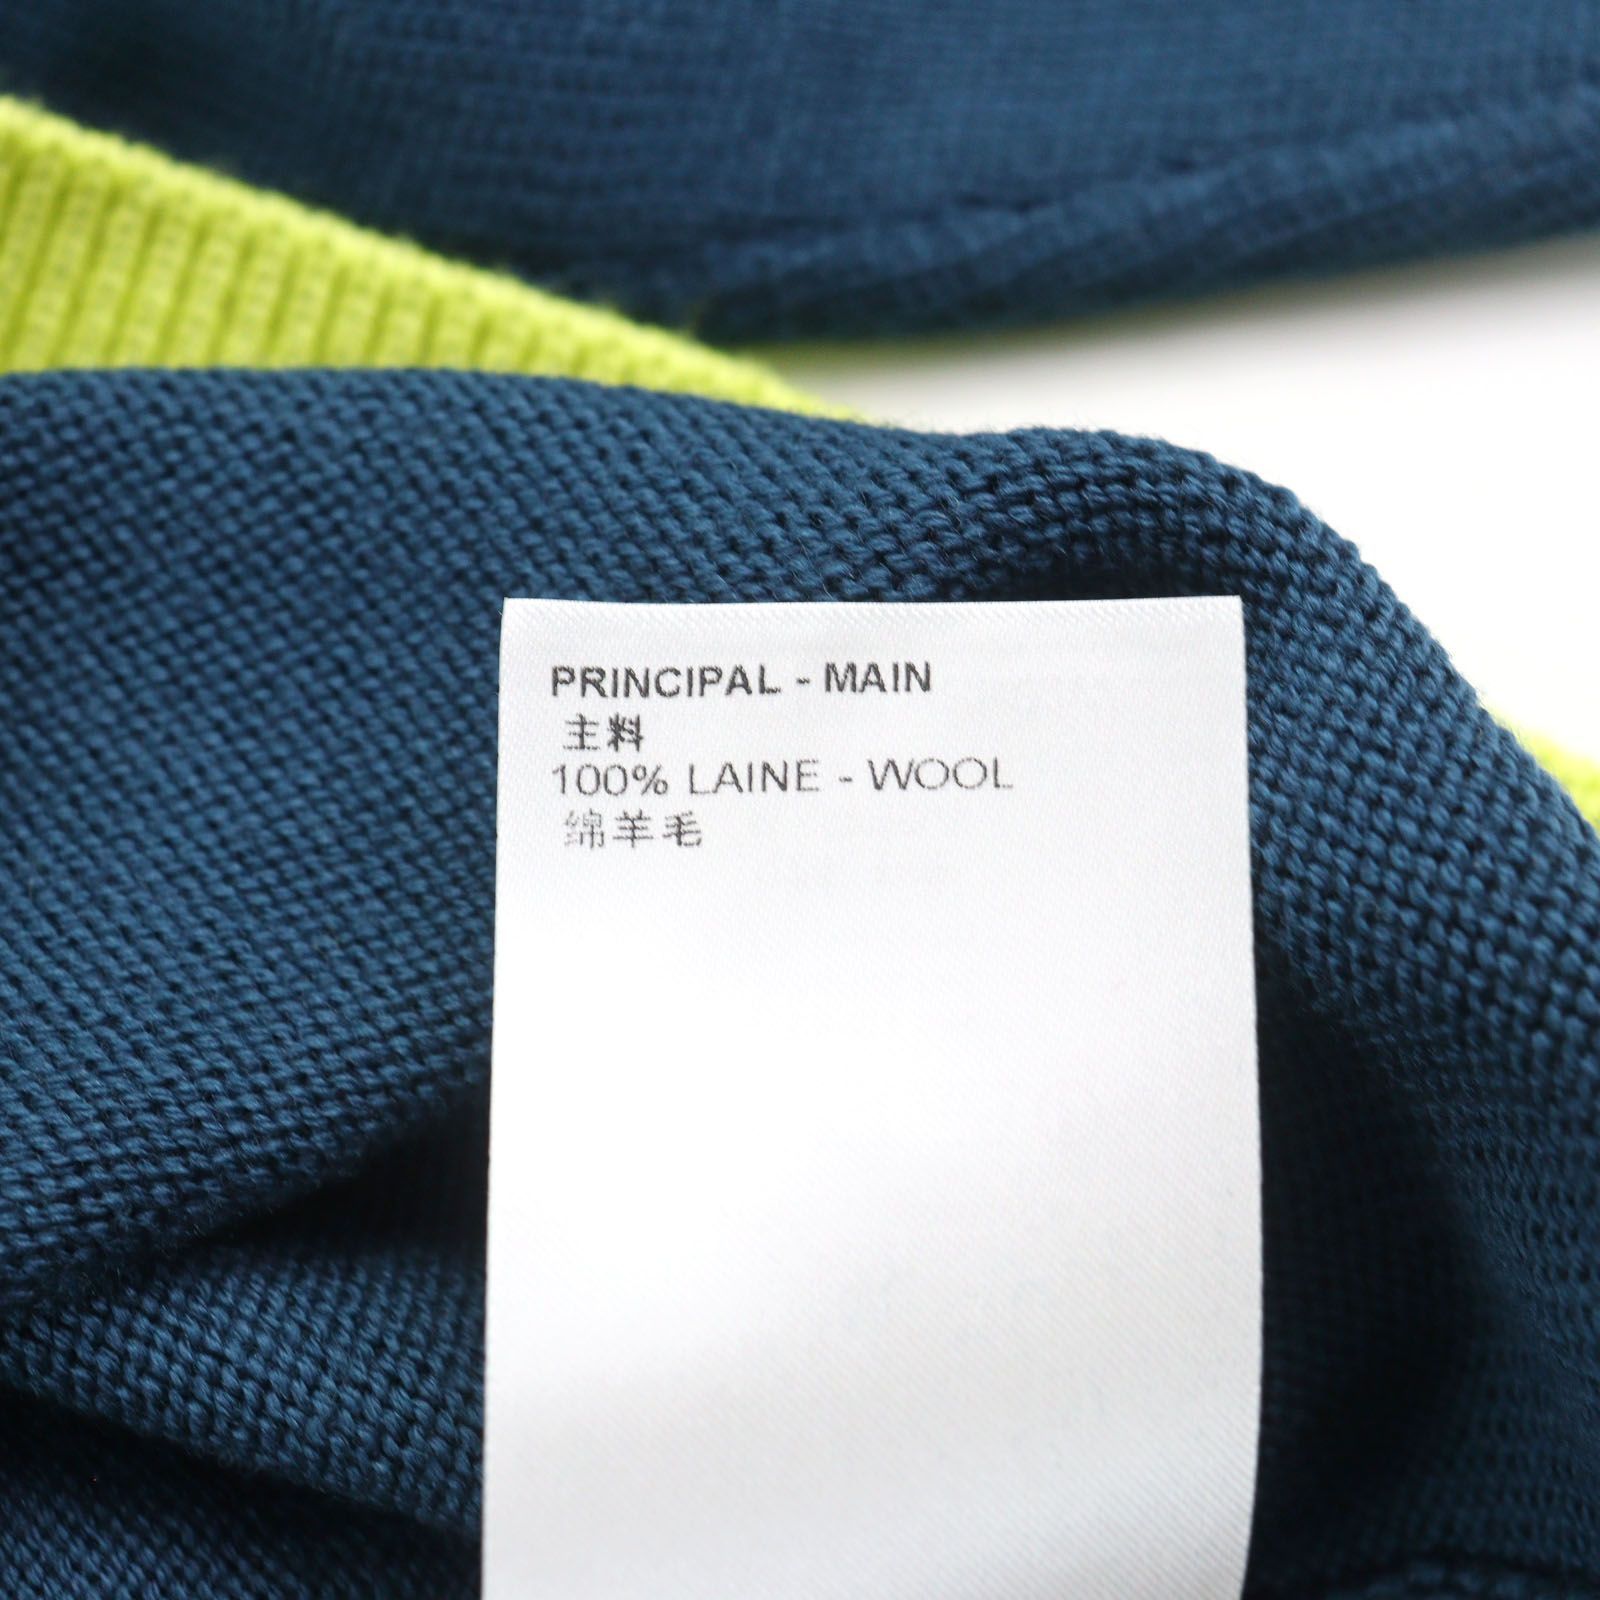 PRINCIPAL - MAIN
主料
100% LAINE - WOOL
绵羊毛